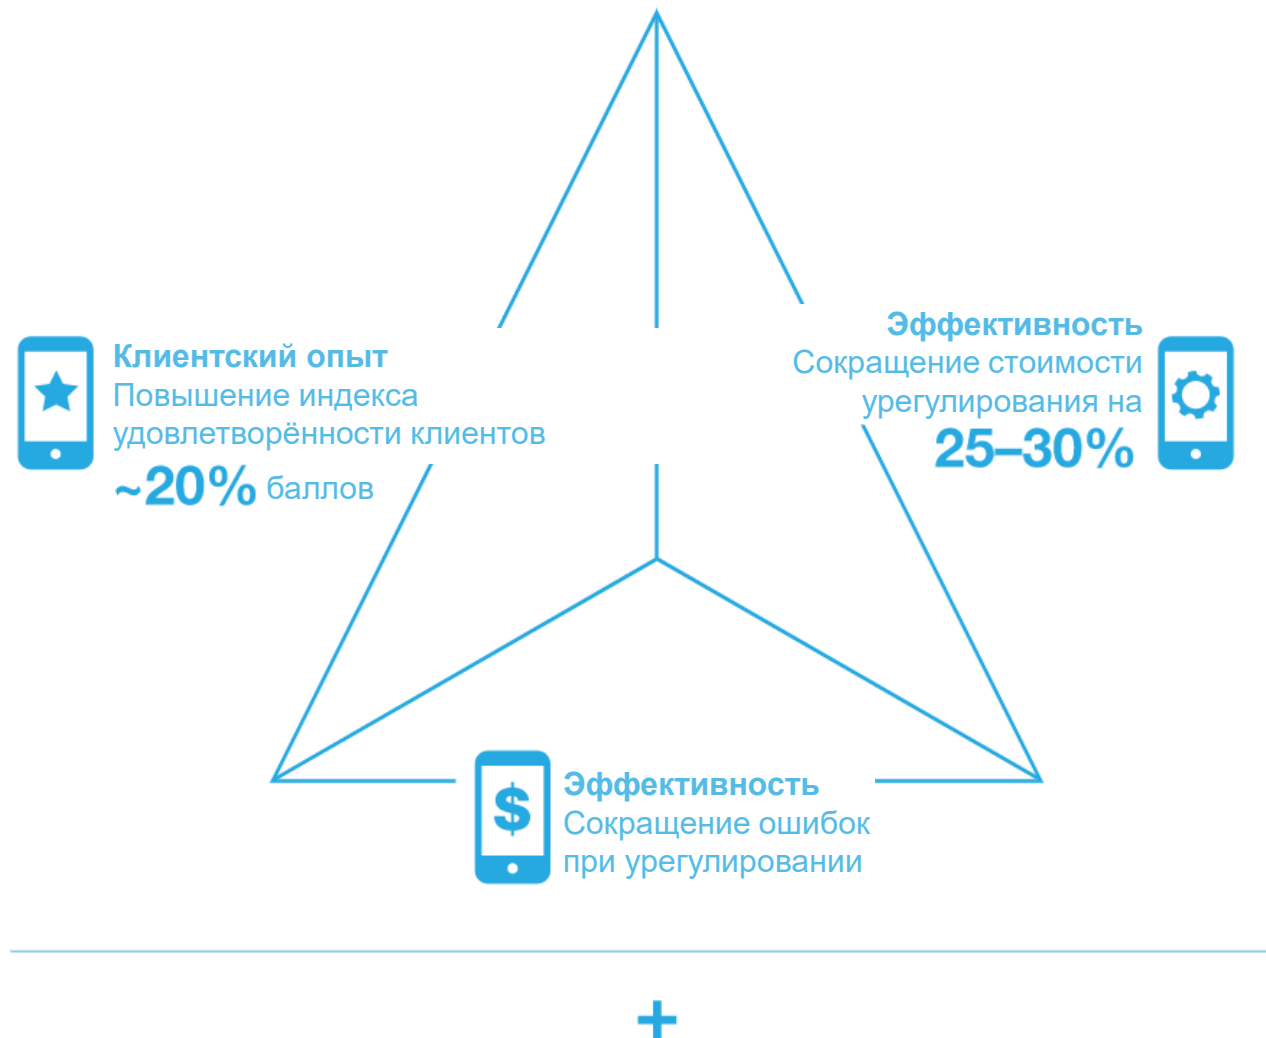 Клиентский опыт
Повышение индекса
удовлетворённости клиентов
~20% баллов
Эффективность
Сокращение стоимости
урегулирования на
25–30%
$
Эффективность
Сокращение ошибок
при урегулировании
+